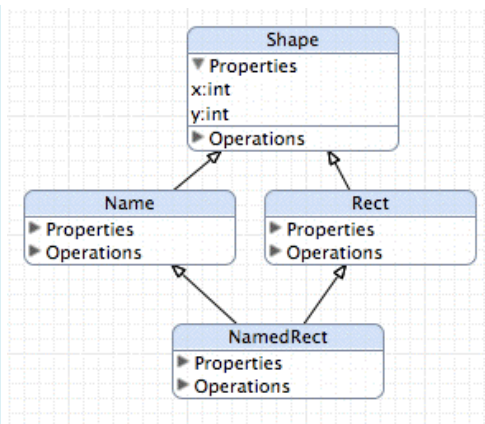 Shape
Properties
x:int
y:int
Operations
Name
Properties
Operations
Rect
Properties
Operations
NamedRect
Properties
Operations